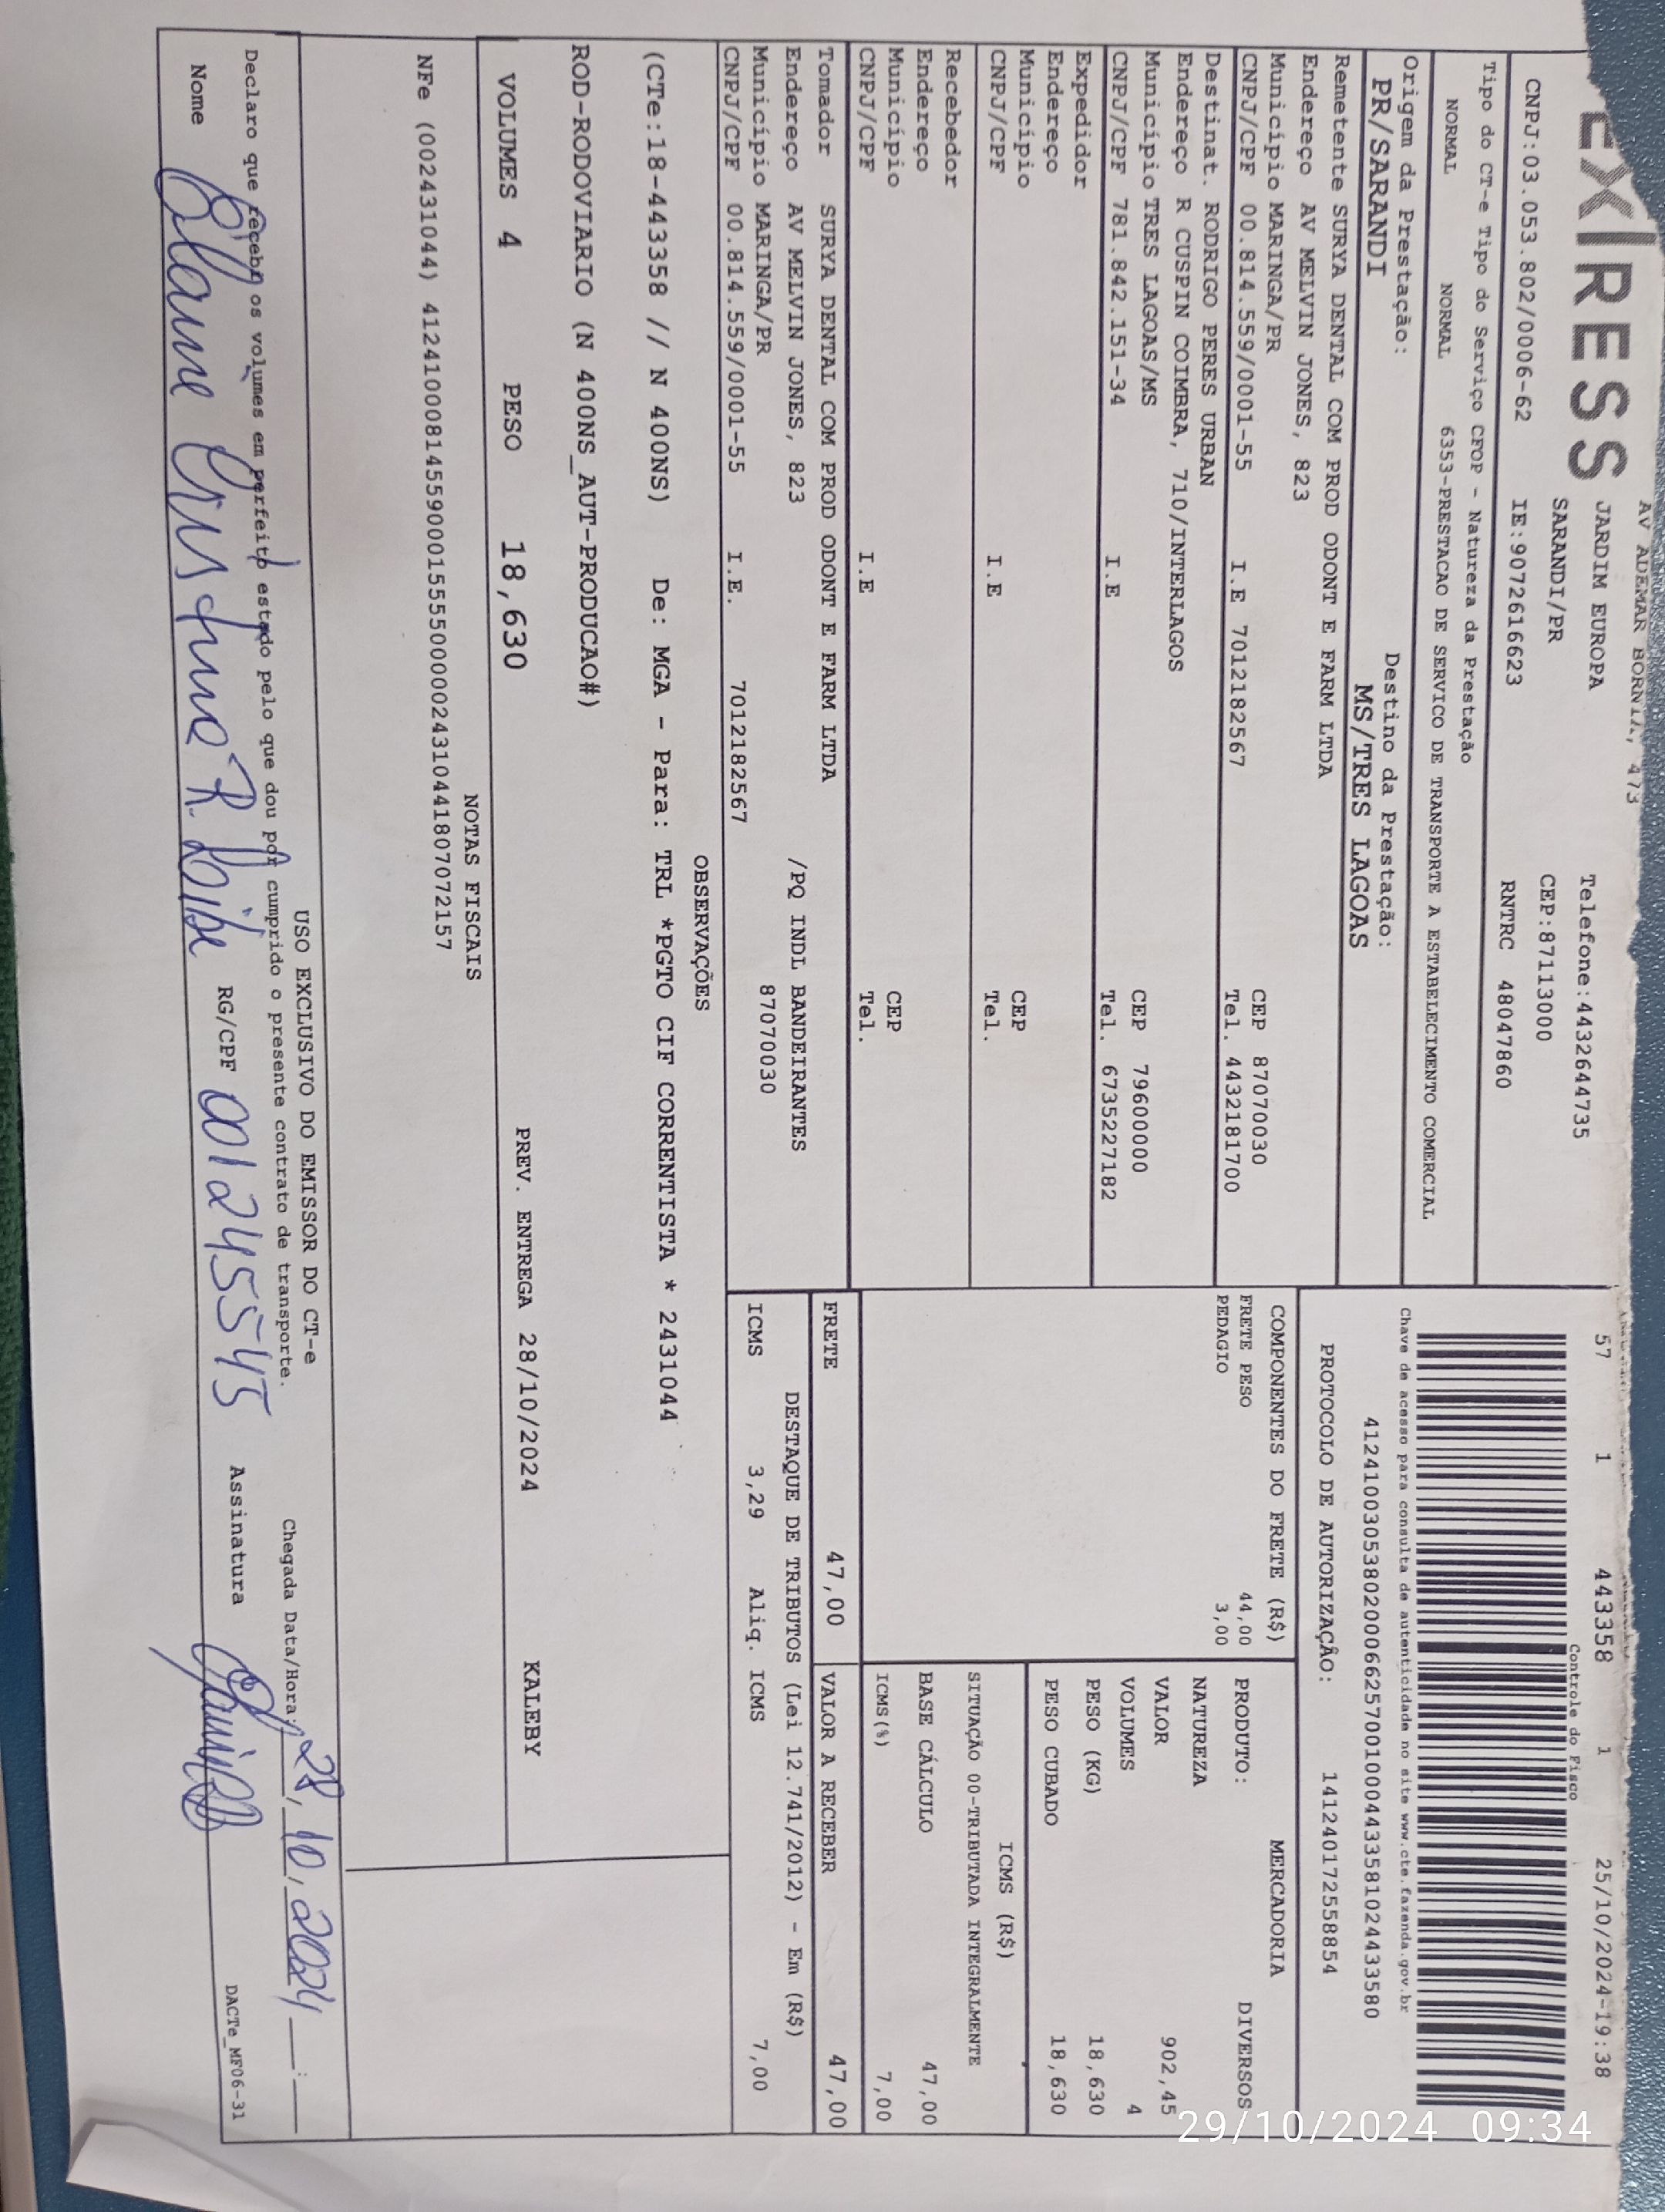 EXPRESS
AV ADEMAR BORNIA, 473
JARDIM EUROPA
SARANDI/PR
Telefone:4432644735
CEP:87113000
CNPJ:03.053.802/0006-62 IE:9072616623 RNTRC 48047860
Tipo do CT-e Tipo do Serviço CFOP - Natureza da Prestação
NORMAL NORMAL 6353-PRESTACAO DE SERVICO DE TRANSPORTE A ESTABELECIMENTO COMERCIAL
Origem da Prestação: Destino da Prestação:
PR/SARANDI MS/TRES LAGOAS
57 1 443358 1 25/10/2024-19:38
Controle do Fisco
Chave de acesso para consulta de autenticidade no site www.cte.fazenda.gov.br
41241003053802000662570010004433581024433580
PROTOCOLO DE AUTORIZAÇÃO: 141240172558854
Remetente SURYA DENTAL COM PROD ODONT E FARM LTDA
Endereço AV MELVIN JONES, 823
Município MARINGA/PR CEP 87070030
CNPJ/CPF 00.814.559/0001-55 I.E 7012182567 Tel. 4432181700
Destinat. RODRIGO PERES URBAN
Endereço R CUSPIN COIMBRA, 710/INTERLAGOS
Município TRES LAGOAS/MS CEP 79600000
CNPJ/CPF 781.842.151-34 I.E Tel. 6735227182
Expedidor
Endereço
Município CEP
CNPJ/CPF I.E Tel.
Recebedor
Endereço
Município CEP
CNPJ/CPF I.E Tel.
Tomador SURYA DENTAL COM PROD ODONT E FARM LTDA
Endereço AV MELVIN JONES, 823 /PQ INDL BANDEIRANTES
Município MARINGA/PR 87070030
CNPJ/CPF 00.814.559/0001-55 I.E. 7012182567
COMPONENTES DO FRETE (R$)
FRETE PESO 44,00
PEDAGIO 3,00
MERCADORIA
PRODUTO: DIVERSOS
NATUREZA
VALOR 902,45
VOLUMES 4
PESO (KG) 18,630
PESO CUBADO 18,630
ICMS (R$)
SITUAÇÃO 00-TRIBUTADA INTEGRALMENTE
BASE CÁLCULO 47,00
ICMS(%) 7,00
FRETE 47,00 VALOR A RECEBER 47,00
DESTAQUE DE TRIBUTOS (Lei 12.741/2012) - Em (R$)
ICMS 3,29 Aliq. ICMS 7,00
OBSERVAÇÕES
(CTe:18-443358 // N 400NS) De: MGA - Para: TRL *PGTO CIF CORRENTISTA * 2431044
ROD-RODOVIARIO (N 400NS_AUT-PRODUCAO#)
VOLUMES 4 PESO 18,630 PREV. ENTREGA 28/10/2024 KALEBY
NOTAS FISCAIS
NFe (002431044) 41241000814559000155550000024310441807072157
USO EXCLUSIVO DO EMISSOR DO CT-e
Declaro que recebi os volumes em perfeito estado pelo que dou por cumprido o presente contrato de transporte.
Chegada Data/Hora: 28/10/2024 __:__
Nome Elaine Cristina R. RG/CPF 001245545 Assinatura
DACTe_MF06-31
29/10/2024 09:34